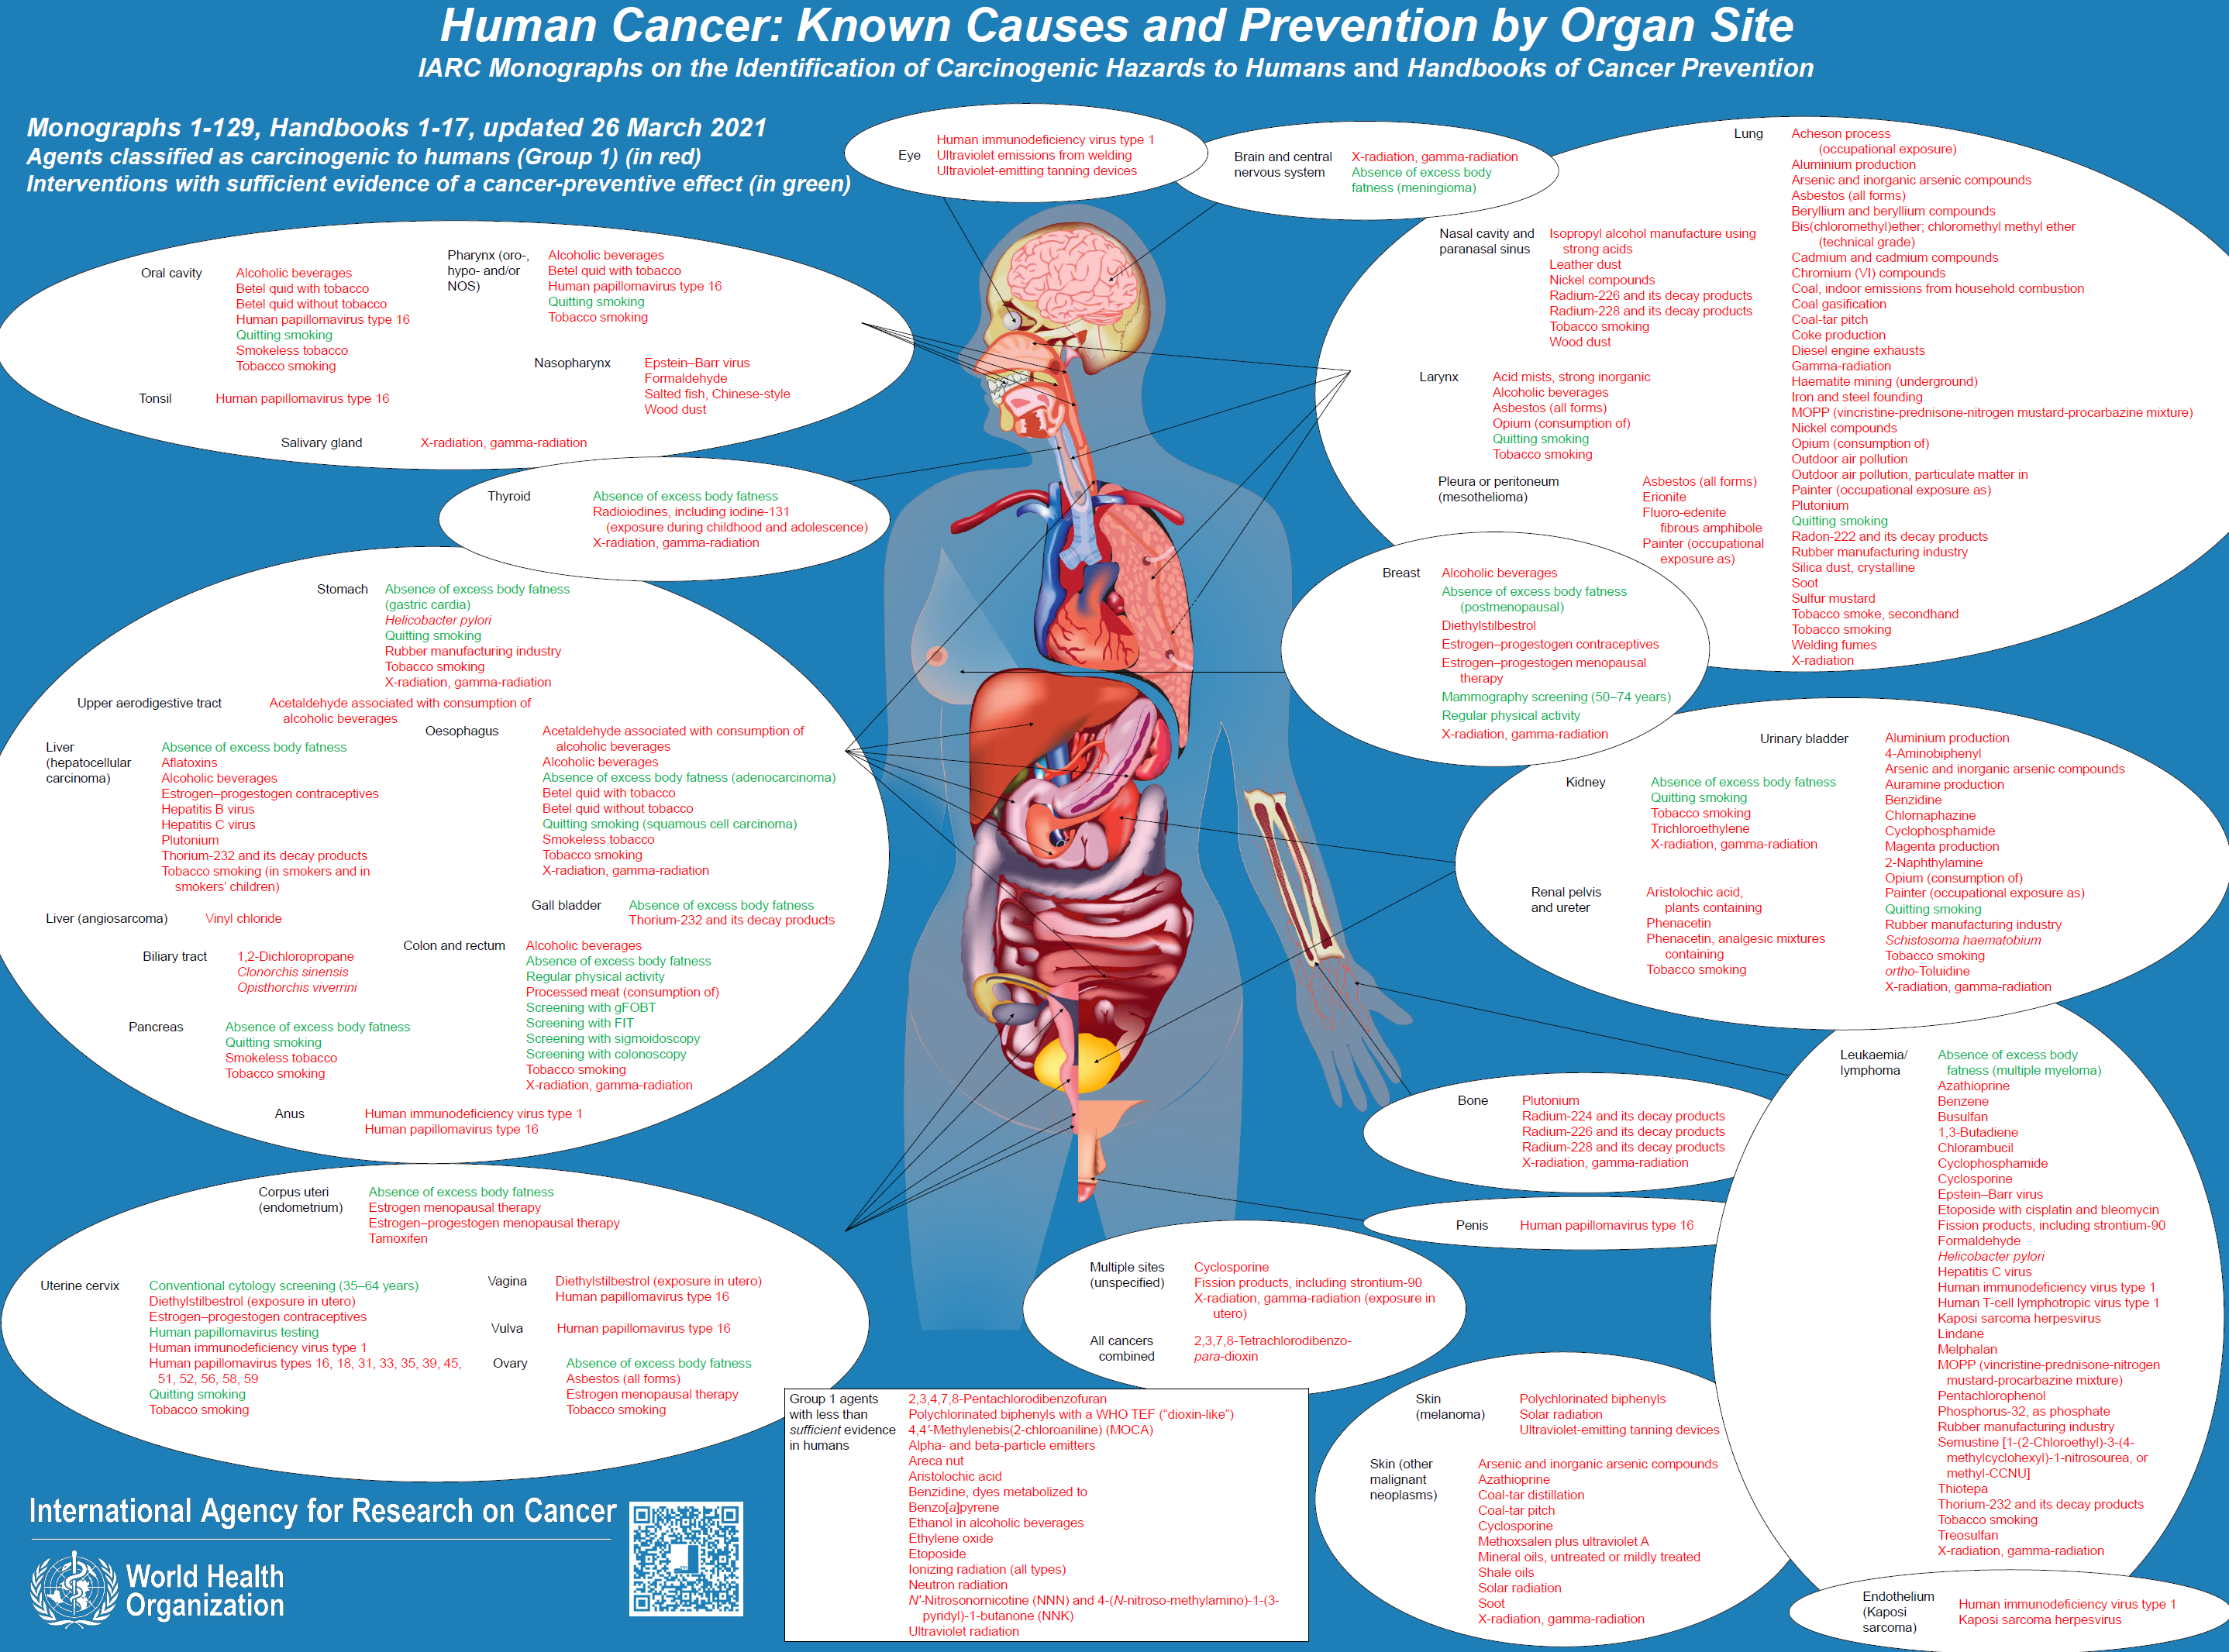 Human Cancer: Known Causes and Prevention by Organ Site
IARC Monographs on the Identification of Carcinogenic Hazards to Humans and Handbooks of Cancer Prevention
Monographs 1-129, Handbooks 1-17, updated 26 March 2021
Agents classified as carcinogenic to humans (Group 1) (in red)
Interventions with sufficient evidence of a cancer-preventive effect (in green)
Eye
Human immunodeficiency virus type 1
Ultraviolet emissions from welding
Ultraviolet-emitting tanning devices
Brain and central
nervous system
X-radiation, gamma-radiation
Absence of excess body
fatness (meningioma)
Oral cavity
Alcoholic beverages
Betel quid with tobacco
Betel quid without tobacco
Human papillomavirus type 16
Quitting smoking
Smokeless tobacco
Tobacco smoking
Pharynx (oro-,
hypo- and/or
NOS)
Alcoholic beverages
Betel quid with tobacco
Human papillomavirus type 16
Quitting smoking
Tobacco smoking
Nasopharynx
Epstein–Barr virus
Formaldehyde
Salted fish, Chinese-style
Wood dust
Tonsil
Human papillomavirus type 16
Salivary gland
X-radiation, gamma-radiation
Thyroid
Absence of excess body fatness
Radioiodines, including iodine-131
(exposure during childhood and adolescence)
X-radiation, gamma-radiation
Stomach
Absence of excess body fatness
(gastric cardia)
Helicobacter pylori
Quitting smoking
Rubber manufacturing industry
Tobacco smoking
X-radiation, gamma-radiation
Upper aerodigestive tract
Acetaldehyde associated with consumption of
alcoholic beverages
Liver
(hepatocellular
carcinoma)
Absence of excess body fatness
Aflatoxins
Alcoholic beverages
Estrogen–progestogen contraceptives
Hepatitis B virus
Hepatitis C virus
Plutonium
Thorium-232 and its decay products
Tobacco smoking (in smokers and in
smokers' children)
Oesophagus
Acetaldehyde associated with consumption of
alcoholic beverages
Alcoholic beverages
Absence of excess body fatness (adenocarcinoma)
Betel quid with tobacco
Betel quid without tobacco
Quitting smoking (squamous cell carcinoma)
Smokeless tobacco
Tobacco smoking
X-radiation, gamma-radiation
Liver (angiosarcoma)
Vinyl chloride
Gall bladder
Absence of excess body fatness
Thorium-232 and its decay products
Biliary tract
1,2-Dichloropropane
Clonorchis sinensis
Opisthorchis viverrini
Colon and rectum
Alcoholic beverages
Absence of excess body fatness
Regular physical activity
Processed meat (consumption of)
Screening with gFOBT
Screening with FIT
Screening with sigmoidoscopy
Screening with colonoscopy
Tobacco smoking
X-radiation, gamma-radiation
Pancreas
Absence of excess body fatness
Quitting smoking
Smokeless tobacco
Tobacco smoking
Anus
Human immunodeficiency virus type 1
Human papillomavirus type 16
Corpus uteri
(endometrium)
Absence of excess body fatness
Estrogen menopausal therapy
Estrogen–progestogen menopausal therapy
Tamoxifen
Uterine cervix
Conventional cytology screening (35–64 years)
Diethylstilbestrol (exposure in utero)
Estrogen–progestogen contraceptives
Human papillomavirus testing
Human immunodeficiency virus type 1
Human papillomavirus types 16, 18, 31, 33, 35, 39, 45,
51, 52, 56, 58, 59
Quitting smoking
Tobacco smoking
Vagina
Diethylstilbestrol (exposure in utero)
Human papillomavirus type 16
Vulva
Human papillomavirus type 16
Ovary
Absence of excess body fatness
Asbestos (all forms)
Estrogen menopausal therapy
Tobacco smoking
Lung
Acheson process
(occupational exposure)
Aluminium production
Arsenic and inorganic arsenic compounds
Asbestos (all forms)
Beryllium and beryllium compounds
Bis(chloromethyl)ether; chloromethyl methyl ether
(technical grade)
Cadmium and cadmium compounds
Chromium (VI) compounds
Coal, indoor emissions from household combustion
Coal gasification
Coal-tar pitch
Coke production
Diesel engine exhausts
Gamma-radiation
Haematite mining (underground)
Iron and steel founding
MOPP (vincristine-prednisone-nitrogen mustard-procarbazine mixture)
Nickel compounds
Opium (consumption of)
Outdoor air pollution
Outdoor air pollution, particulate matter in
Painter (occupational exposure as)
Plutonium
Quitting smoking
Radon-222 and its decay products
Rubber manufacturing industry
Silica dust, crystalline
Soot
Sulfur mustard
Tobacco smoke, secondhand
Tobacco smoking
Welding fumes
X-radiation
Nasal cavity and
paranasal sinus
Isopropyl alcohol manufacture using
strong acids
Leather dust
Nickel compounds
Radium-226 and its decay products
Radium-228 and its decay products
Tobacco smoking
Wood dust
Larynx
Acid mists, strong inorganic
Alcoholic beverages
Asbestos (all forms)
Opium (consumption of)
Quitting smoking
Tobacco smoking
Pleura or peritoneum
(mesothelioma)
Asbestos (all forms)
Erionite
Fluoro-edenite
fibrous amphibole
Painter (occupational
exposure as)
Breast
Alcoholic beverages
Absence of excess body fatness
(postmenopausal)
Diethylstilbestrol
Estrogen–progestogen contraceptives
Estrogen–progestogen menopausal
therapy
Mammography screening (50–74 years)
Regular physical activity
X-radiation, gamma-radiation
Kidney
Absence of excess body fatness
Quitting smoking
Tobacco smoking
Trichloroethylene
X-radiation, gamma-radiation
Renal pelvis
and ureter
Aristolochic acid,
plants containing
Phenacetin
Phenacetin, analgesic mixtures
containing
Tobacco smoking
Urinary bladder
Aluminium production
4-Aminobiphenyl
Arsenic and inorganic arsenic compounds
Auramine production
Benzidine
Chlornaphazine
Cyclophosphamide
Magenta production
2-Naphthylamine
Opium (consumption of)
Painter (occupational exposure as)
Quitting smoking
Rubber manufacturing industry
Schistosoma haematobium
Tobacco smoking
ortho-Toluidine
X-radiation, gamma-radiation
Bone
Plutonium
Radium-224 and its decay products
Radium-226 and its decay products
Radium-228 and its decay products
X-radiation, gamma-radiation
Penis
Human papillomavirus type 16
Leukaemia/
lymphoma
Absence of excess body
fatness (multiple myeloma)
Azathioprine
Benzene
Busulfan
1,3-Butadiene
Chlorambucil
Cyclophosphamide
Cyclosporine
Epstein–Barr virus
Etoposide with cisplatin and bleomycin
Fission products, including strontium-90
Formaldehyde
Helicobacter pylori
Hepatitis C virus
Human immunodeficiency virus type 1
Human T-cell lymphotropic virus type 1
Kaposi sarcoma herpesvirus
Lindane
Melphalan
MOPP (vincristine-prednisone-nitrogen
mustard-procarbazine mixture)
Pentachlorophenol
Phosphorus-32, as phosphate
Rubber manufacturing industry
Semustine [1-(2-Chloroethyl)-3-(4-
methylcyclohexyl)-1-nitrosourea, or
methyl-CCNU]
Thiotepa
Thorium-232 and its decay products
Tobacco smoking
Treosulfan
X-radiation, gamma-radiation
Multiple sites
(unspecified)
Cyclosporine
Fission products, including strontium-90
X-radiation, gamma-radiation (exposure in
utero)
All cancers
combined
2,3,7,8-Tetrachlorodibenzo-
para-dioxin
Group 1 agents
with less than
sufficient evidence
in humans
2,3,4,7,8-Pentachlorodibenzofuran
Polychlorinated biphenyls with a WHO TEF (“dioxin-like”)
4,4′-Methylenebis(2-chloroaniline) (MOCA)
Alpha- and beta-particle emitters
Areca nut
Aristolochic acid
Benzidine, dyes metabolized to
Benzo[a]pyrene
Ethanol in alcoholic beverages
Ethylene oxide
Etoposide
Ionizing radiation (all types)
Neutron radiation
N′-Nitrosonornicotine (NNN) and 4-(N-nitroso-methylamino)-1-(3-
pyridyl)-1-butanone (NNK)
Ultraviolet radiation
Skin
(melanoma)
Polychlorinated biphenyls
Solar radiation
Ultraviolet-emitting tanning devices
Skin (other
malignant
neoplasms)
Arsenic and inorganic arsenic compounds
Azathioprine
Coal-tar distillation
Coal-tar pitch
Cyclosporine
Methoxsalen plus ultraviolet A
Mineral oils, untreated or mildly treated
Shale oils
Solar radiation
Soot
X-radiation, gamma-radiation
Endothelium
(Kaposi
sarcoma)
Human immunodeficiency virus type 1
Kaposi sarcoma herpesvirus
International Agency for Research on Cancer
World Health
Organization